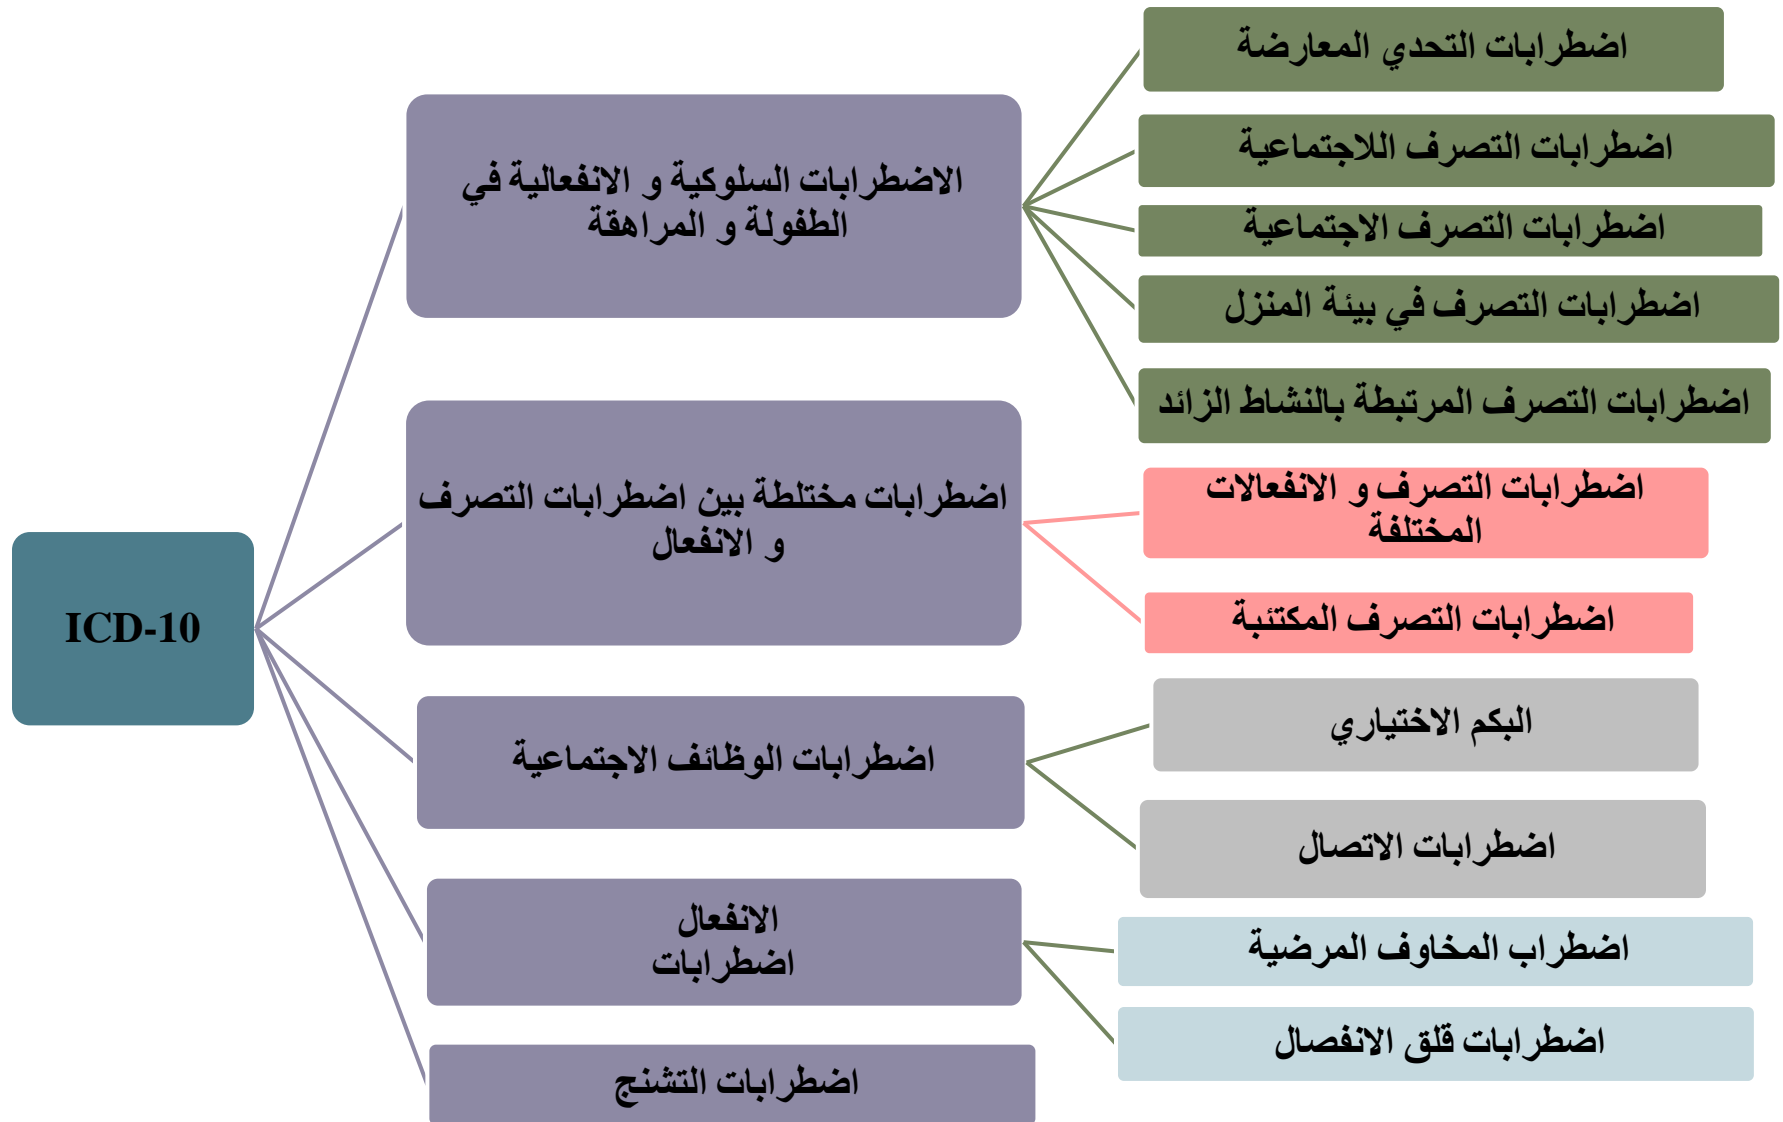 ICD-10
الاضطرابات السلوكية و الانفعالية في
الطفولة و المراهقة
اضطرابات التحدي المعارضة
اضطرابات التصرف اللاجتماعية
اضطرابات التصرف الاجتماعية
اضطرابات التصرف في بيئة المنزل
اضطرابات التصرف المرتبطة بالنشاط الزائد
اضطرابات مختلطة بين اضطرابات التصرف
و الانفعال
اضطرابات التصرف و الانفعالات
المختلفة
اضطرابات التصرف المكتئبة
اضطرابات الوظائف الاجتماعية
البكم الاختياري
اضطرابات الاتصال
الانفعال
اضطرابات
اضطراب المخاوف المرضية
اضطرابات قلق الانفصال
اضطرابات التشنج